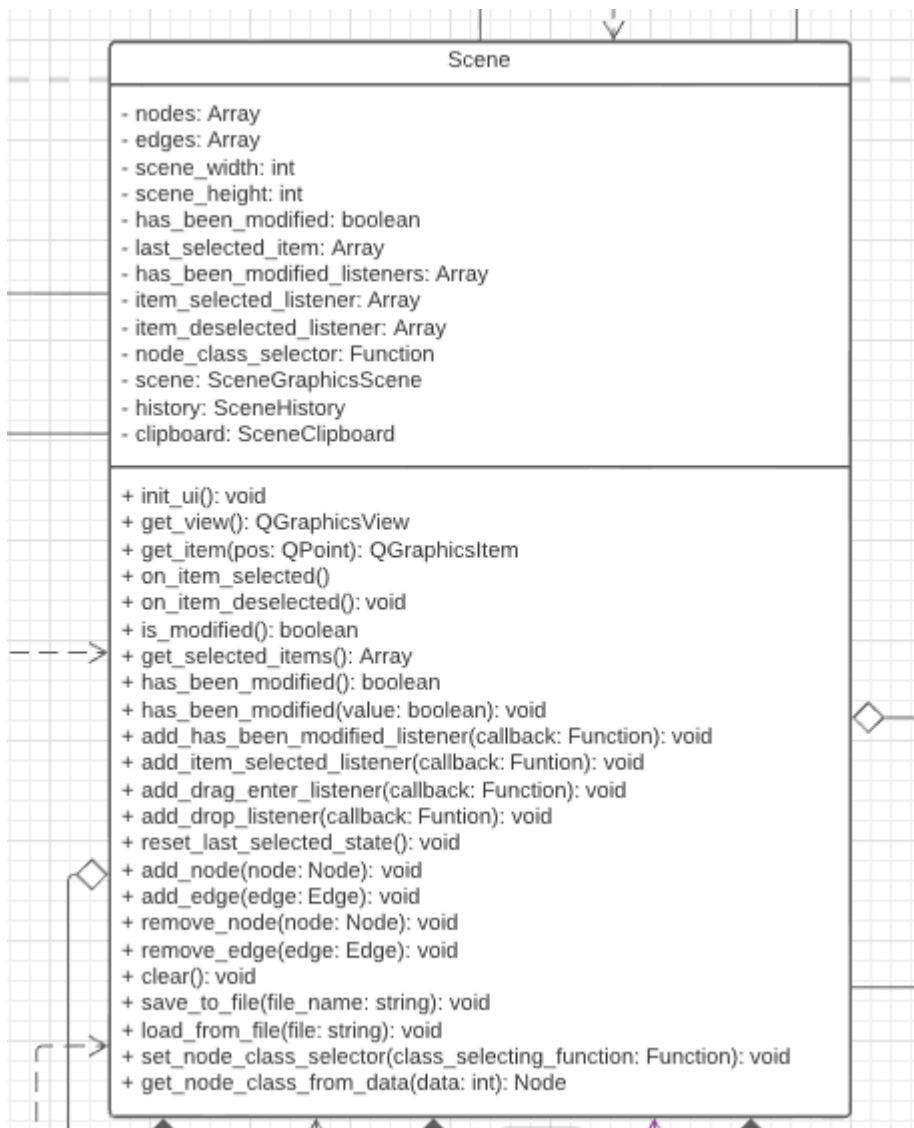 Scene
- nodes: Array
- edges: Array
- scene_width: int
- scene_height: int
- has_been_modified: boolean
- last_selected_item: Array
- has_been_modified_listeners: Array
- item_selected_listener: Array
- item_deselected_listener: Array
- node_class_selector: Function
- scene: SceneGraphicsScene
- history: SceneHistory
- clipboard: SceneClipboard
+ init_ui(): void
+ get_view(): QGraphicsView
+ get_item(pos: QPoint): QGraphicsItem
+ on_item_selected()
+ on_item_deselected(): void
+ is_modified(): boolean
+ get_selected_items(): Array
+ has_been_modified(): boolean
+ has_been_modified(value: boolean): void
+ add_has_been_modified_listener(callback: Function): void
+ add_item_selected_listener(callback: Funtion): void
+ add_drag_enter_listener(callback: Function): void
+ add_drop_listener(callback: Funtion): void
+ reset_last_selected_state(): void
+ add_node(node: Node): void
+ add_edge(edge: Edge): void
+ remove_node(node: Node): void
+ remove_edge(edge: Edge): void
+ clear(): void
+ save_to_file(file_name: string): void
+ load_from_file(file: string): void
+ set_node_class_selector(class_selecting_function: Function): void
+ get_node_class_from_data(data: int): Node